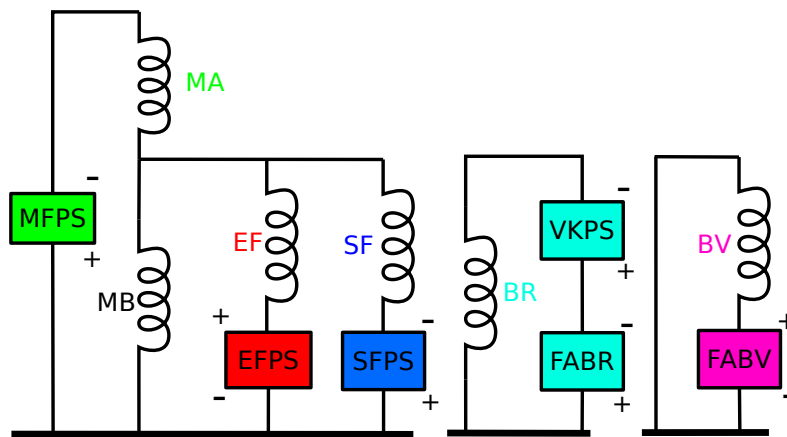 MA
-
MFPS
+
MB
EF
+
EFPS
-
SF
-
SFPS
+
BR
-
VKPS
+
-
FABR
+
BV
+
FABV
-